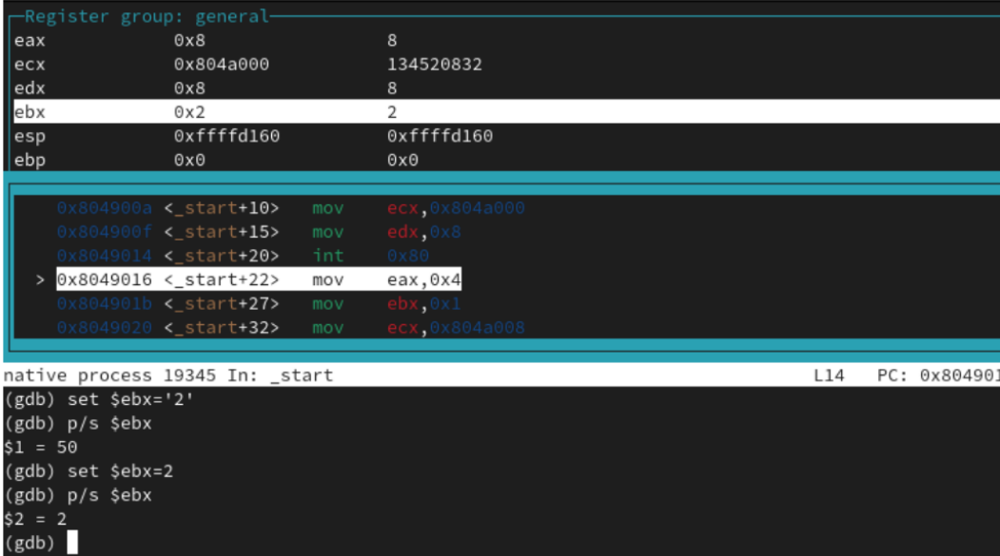 Register group: general
eax 0x8 8
ecx 0x804a000 134520832
edx 0x8 8
ebx 0x2 2
esp 0xffffd160 0xffffd160
ebp 0x0 0x0
0x804900a <_start+10> mov ecx,0x804a000
0x804900f <_start+15> mov edx,0x8
0x8049014 <_start+20> int 0x80
> 0x8049016 <_start+22> mov eax,0x4
0x804901b <_start+27> mov ebx,0x1
0x8049020 <_start+32> mov ecx,0x804a008
native process 19345 In: _start L14 PC: 0x804901
(gdb) set $ebx='2'
(gdb) p/s $ebx
$1 = 50
(gdb) set $ebx=2
(gdb) p/s $ebx
$2 = 2
(gdb)